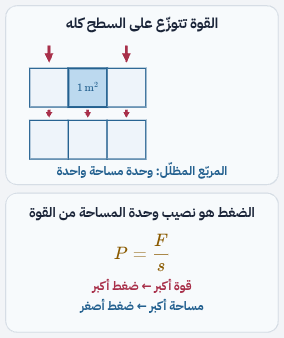 القوة تتوزّع على السطح كله
1 m²
المربّع المظلّل: وحدة مساحة واحدة
الضغط هو نصيب وحدة المساحة من القوة
P = F / s
قوة أكبر ← ضغط أكبر
مساحة أكبر ← ضغط أصغر